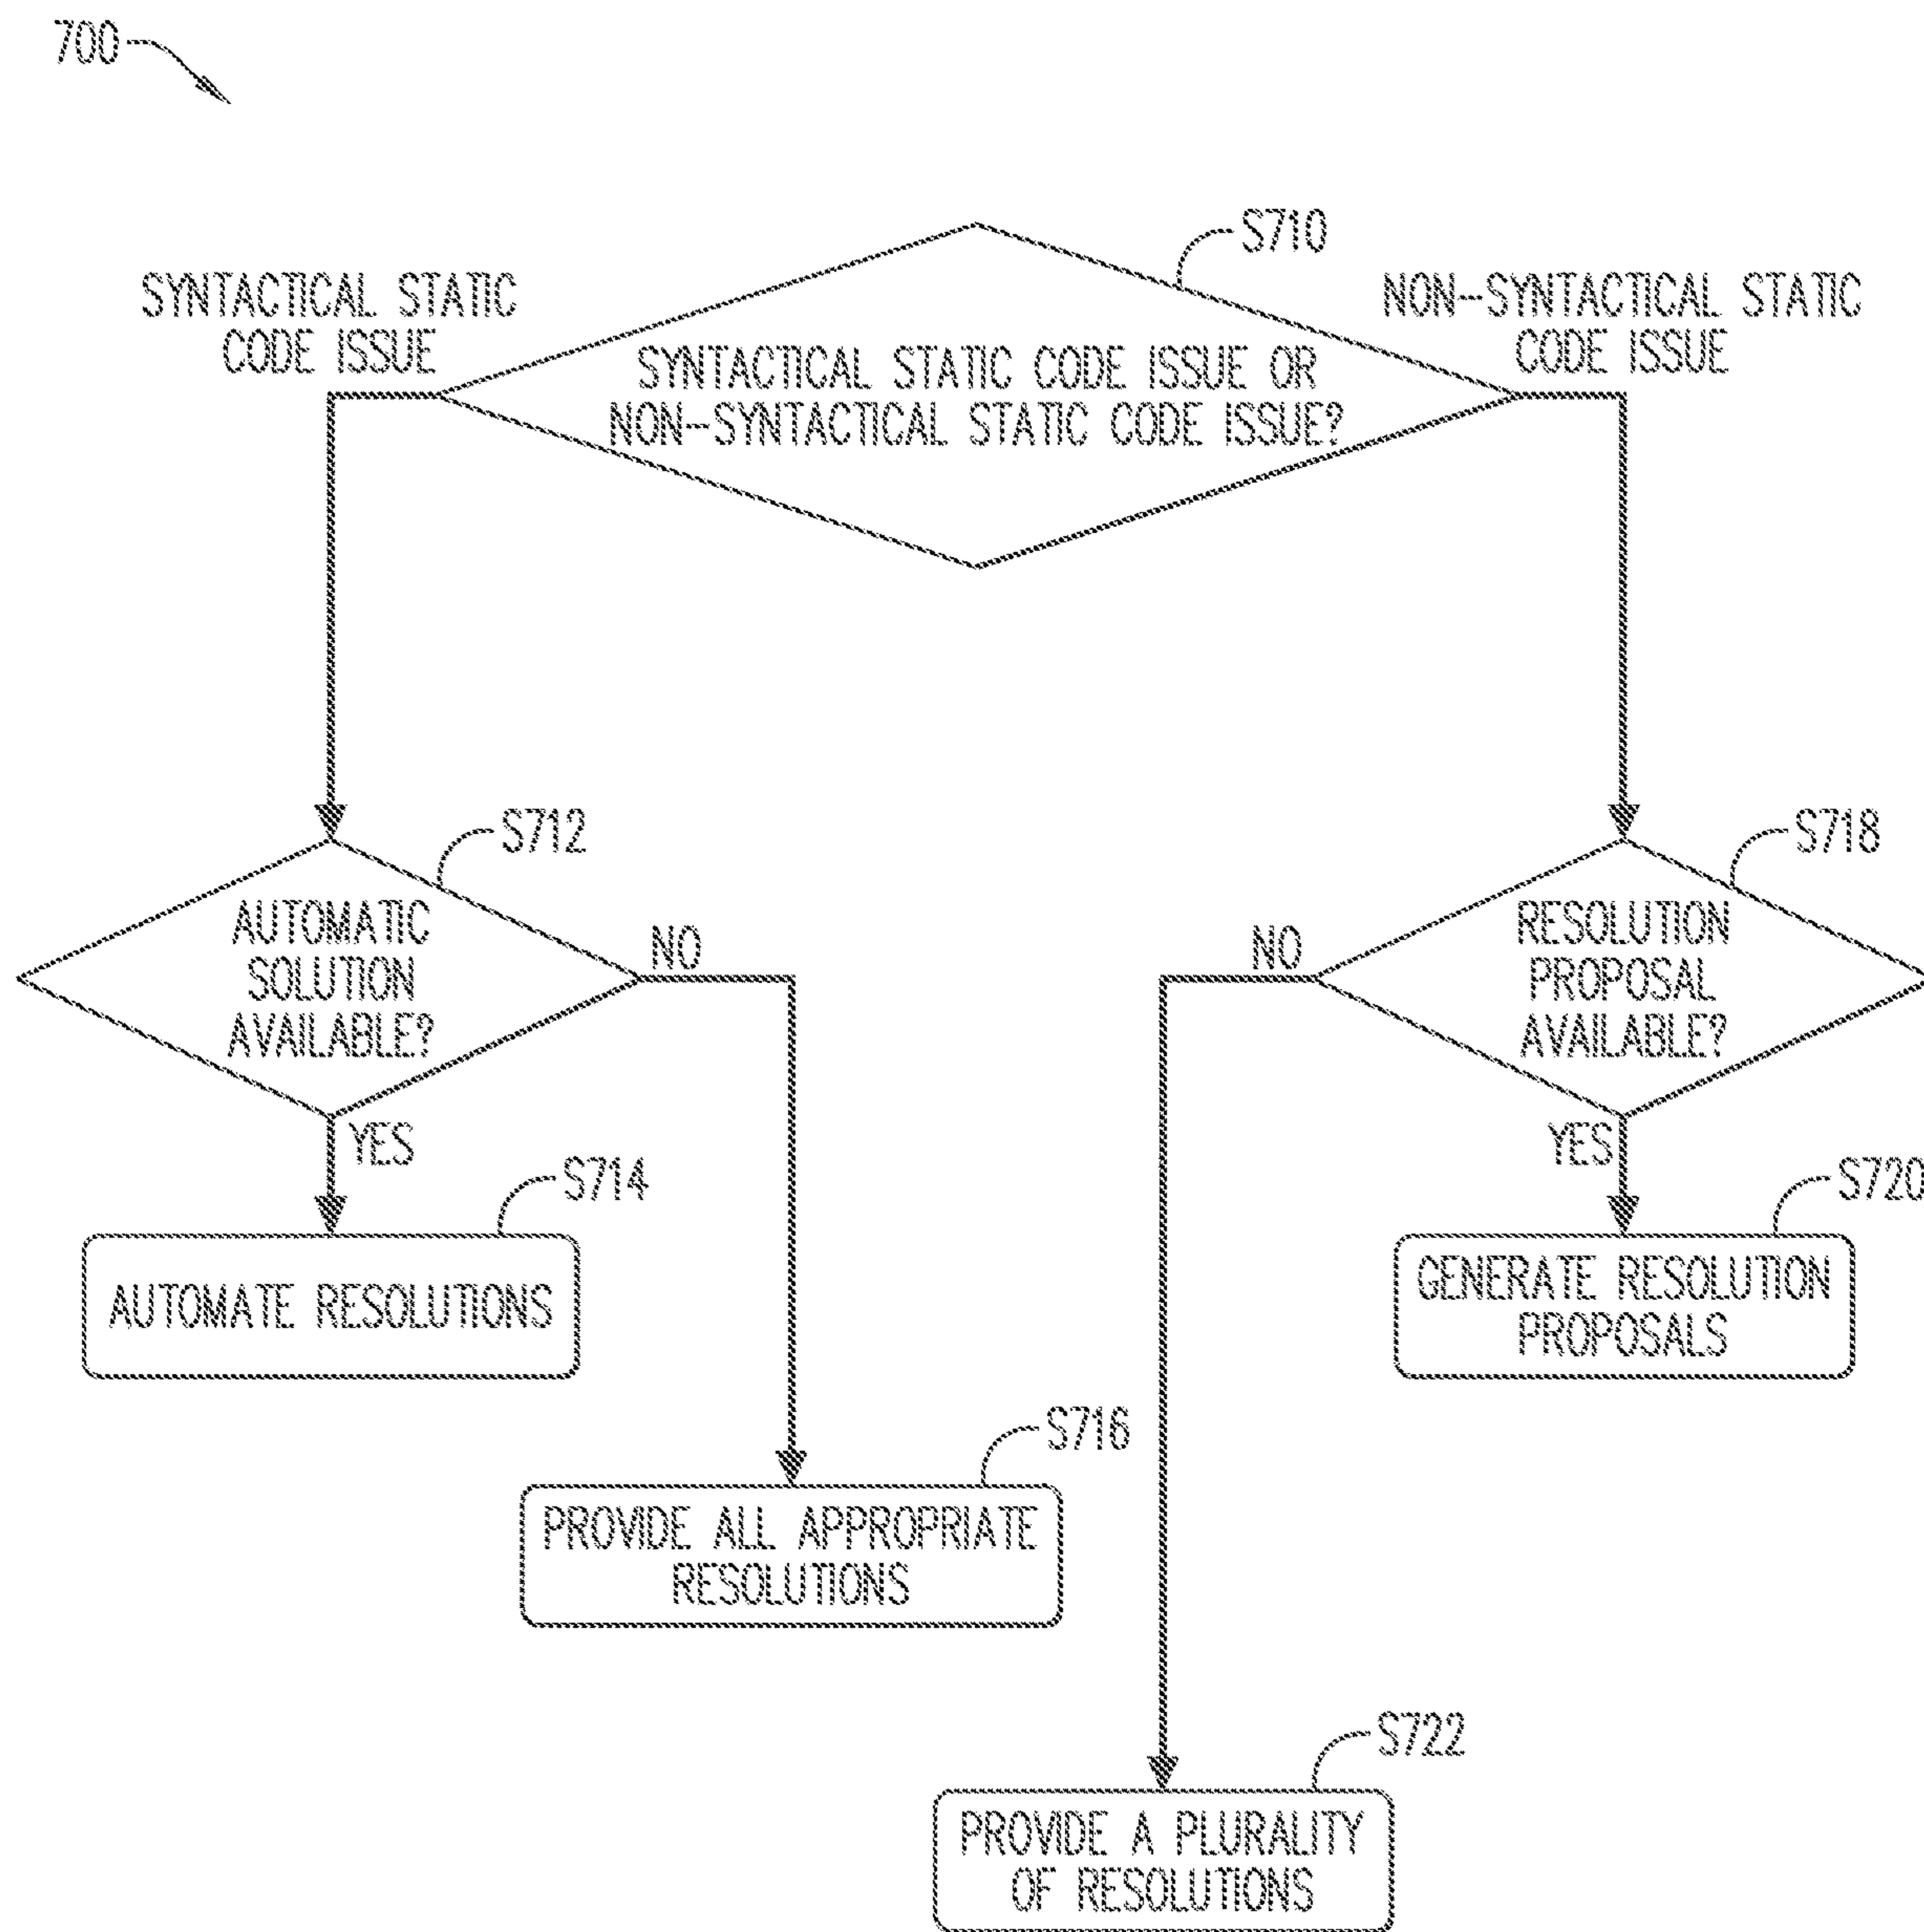 700
S710
SYNTACTICAL STATIC
CODE ISSUE
NON-SYNTACTICAL STATIC
CODE ISSUE
SYNTACTICAL STATIC CODE ISSUE OR
NON-SYNTACTICAL STATIC CODE ISSUE?
S712
AUTOMATIC
SOLUTION
AVAILABLE?
NO
YES
S714
AUTOMATE RESOLUTIONS
S716
PROVIDE ALL APPROPRIATE
RESOLUTIONS
S718
RESOLUTION
PROPOSAL
AVAILABLE?
NO
YES
S720
GENERATE RESOLUTION
PROPOSALS
S722
PROVIDE A PLURALITY
OF RESOLUTIONS